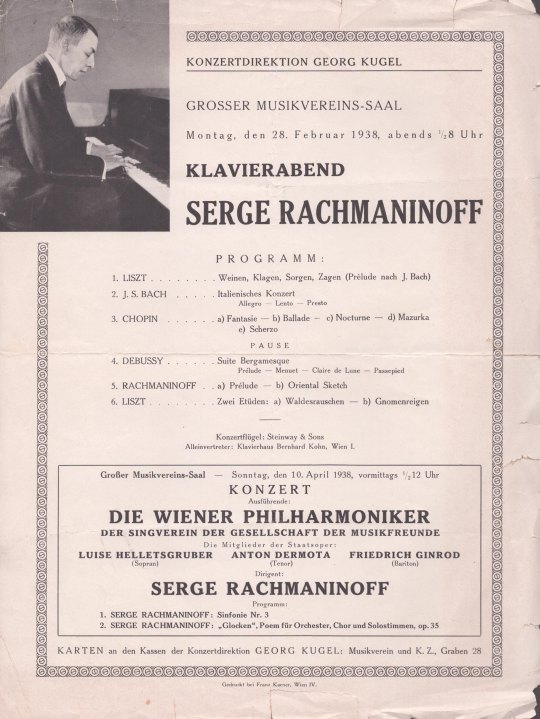 KONZERTDIREKTION GEORG KUGEL
GROSSER MUSIKVEREINS-SAAL
Montag, den 28. Februar 1938, abends ½8 Uhr
KLAVIERABEND
SERGE RACHMANINOFF
PROGRAMM:
1. LISZT . . . . . . . . Weinen, Klagen, Sorgen, Zagen (Prèlude nach J. Bach)
2. J. S. BACH . . . . . Italienisches Konzert
Allegro — Lento — Presto
3. CHOPIN . . . . . . a) Fantasie — b) Ballade - c) Nocturne — d) Mazurka
e) Scherzo
PAUSE
4. DEBUSSY . . . . . . Suite Bergamesque
Prélude — Menuet — Claire de Lune — Passepied
5. RACHMANINOFF . . a) Prélude — b) Oriental Sketch
6. LISZT . . . . . . . . Zwei Etüden: a) Waldesrauschen — b) Gnomenreigen
Konzertflügel: Steinway & Sons
Alleinvertreter: Klavierhaus Bernhard Kohn, Wien I.
Großer Musikvereins-Saal — Sonntag, den 10. April 1938, vormittags ½12 Uhr
KONZERT
Ausführende:
DIE WIENER PHILHARMONIKER
DER SINGVEREIN DER GESELLSCHAFT DER MUSIKFREUNDE
Die Mitglieder der Staatsoper:
LUISE HELLETSGRUBER ANTON DERMOTA FRIEDRICH GINROD
(Sopran) (Tenor) (Bariton)
Dirigent:
SERGE RACHMANINOFF
Programm:
1. SERGE RACHMANINOFF: Sinfonie Nr. 3
2. SERGE RACHMANINOFF: „Glocken", Poem für Orchester, Chor und Solostimmen, op. 35
KARTEN an den Kassen der Konzertdirektion GEORG KUGEL: Musikverein und K. Z., Graben 28
Gedruckt bei Franz Karner, Wien IV.